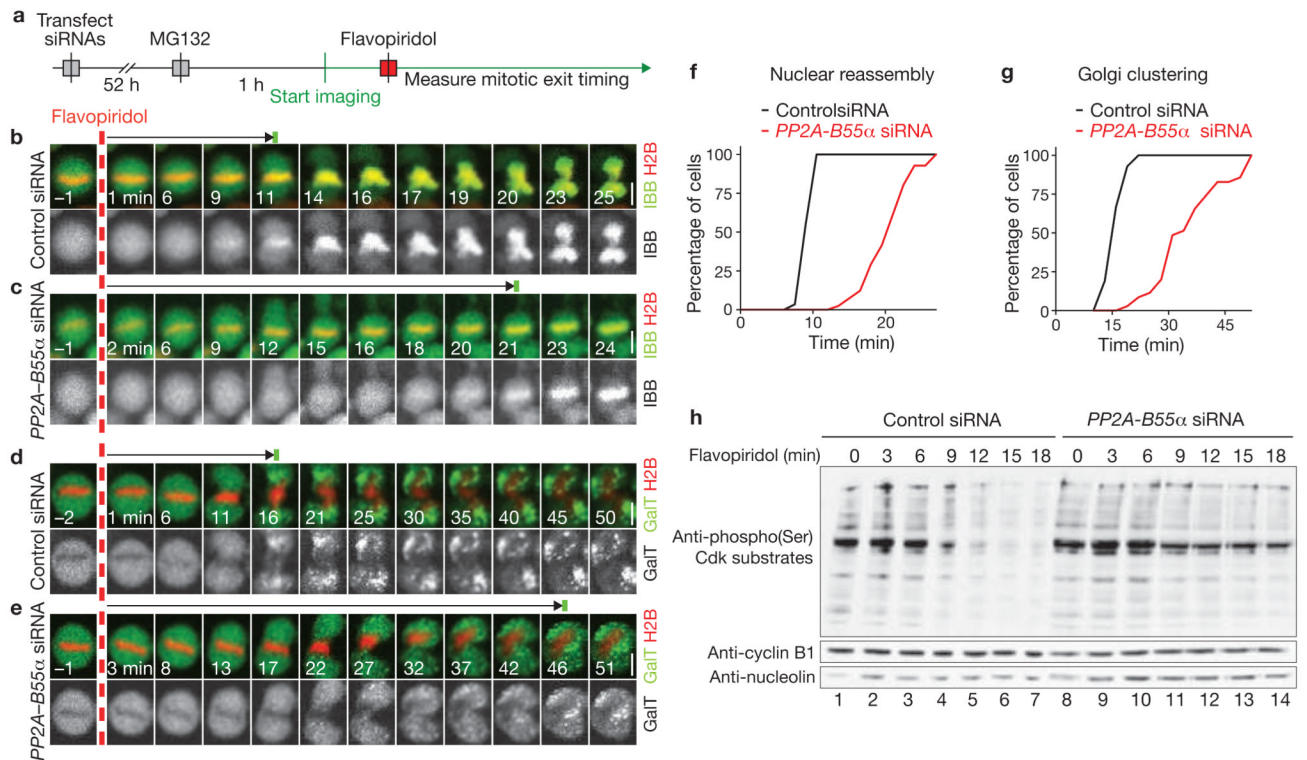 a
Transfect
siRNAs
MG132
Flavopiridol
52 h
1 h
Start imaging
Measure mitotic exit timing
Flavopiridol
b
Control siRNA
–1
1 min
6
9
11
14
16
17
19
20
23
25
IBB H2B
IBB
c
PP2A–B55α siRNA
–1
2 min
6
9
12
15
16
18
20
21
23
24
IBB H2B
IBB
d
Control siRNA
–2
1 min
6
11
16
21
25
30
35
40
45
50
GalT H2B
GalT
e
PP2A–B55α siRNA
–1
3 min
8
13
17
22
27
32
37
42
46
51
GalT H2B
GalT
f
Nuclear reassembly
ControlsiRNA
PP2A-B55α siRNA
Percentage of cells
100
75
50
25
0
0
10
20
Time (min)
g
Golgi clustering
Control siRNA
PP2A-B55α siRNA
Percentage of cells
100
75
50
25
0
15
30
45
Time (min)
h
Control siRNA
PP2A-B55α siRNA
Flavopiridol (min) 0 3 6 9 12 15 18 0 3 6 9 12 15 18
Anti-phospho(Ser)
Cdk substrates
Anti-cyclin B1
Anti-nucleolin
1 2 3 4 5 6 7 8 9 10 11 12 13 14